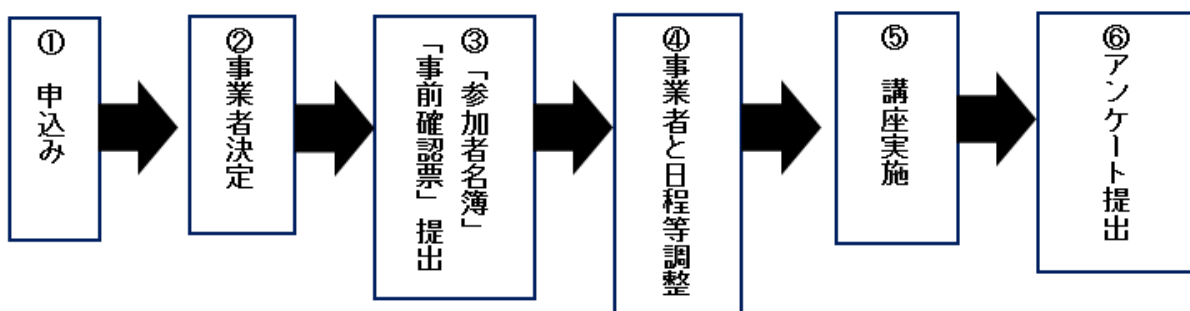 ① 申込み
②事業者決定
③「参加者名簿」
「事前確認票」提出
④事業者と日程等調整
⑤ 講座実施
⑥アンケート提出